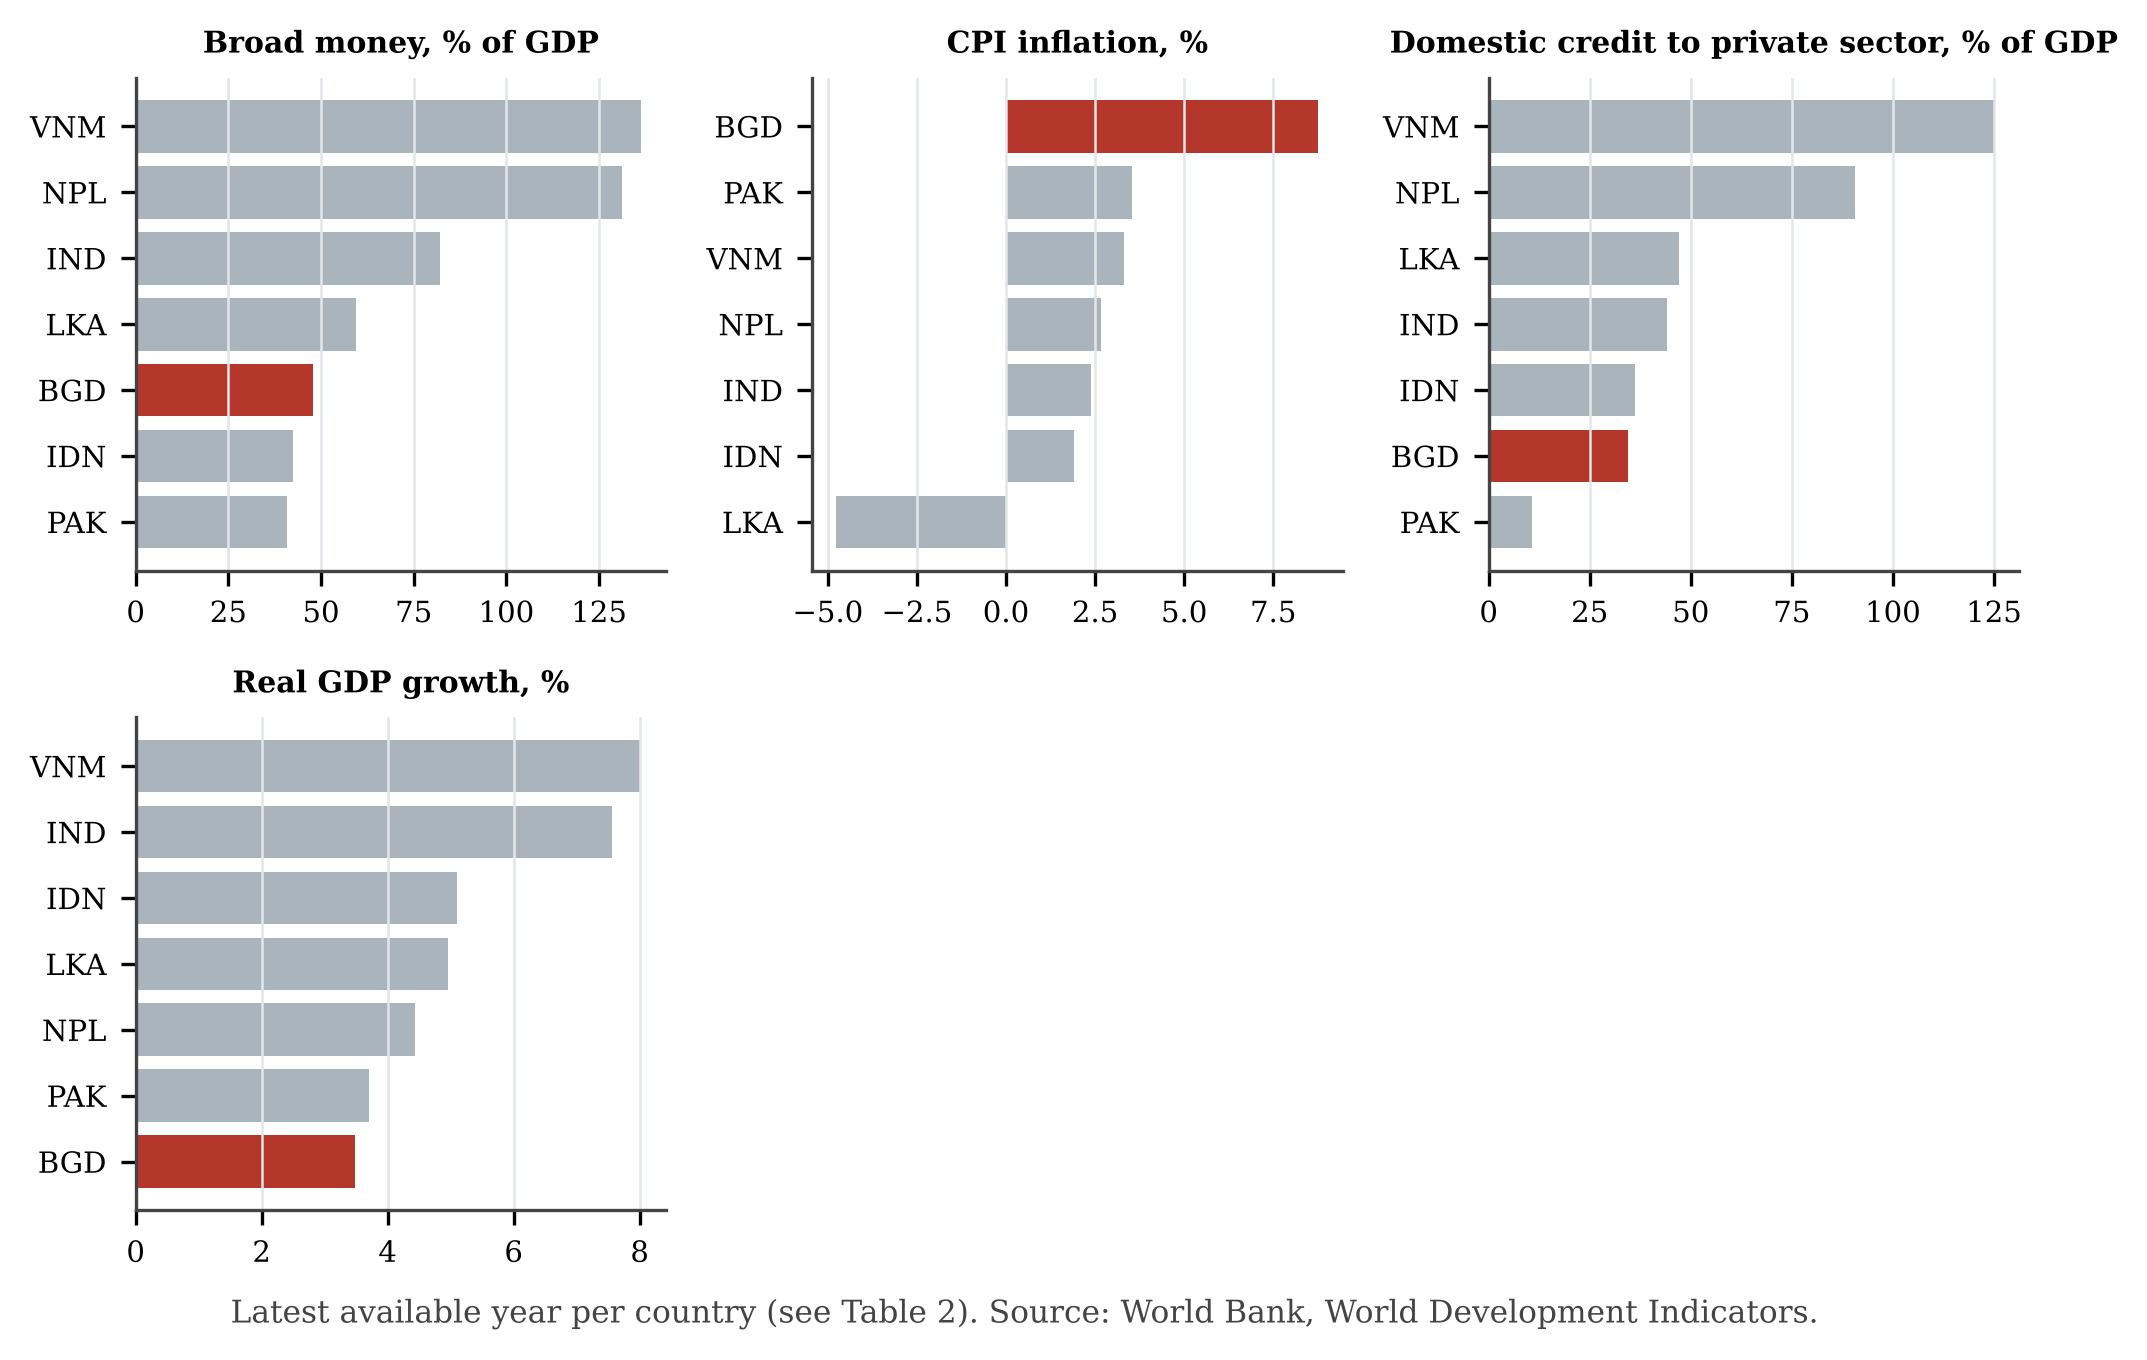 Broad money, % of GDP
VNM
NPL
IND
LKA
BGD
IDN
PAK
0 25 50 75 100 125
CPI inflation, %
BGD
PAK
VNM
NPL
IND
IDN
LKA
−5.0 −2.5 0.0 2.5 5.0 7.5
Domestic credit to private sector, % of GDP
VNM
NPL
LKA
IND
IDN
BGD
PAK
0 25 50 75 100 125
Real GDP growth, %
VNM
IND
IDN
LKA
NPL
PAK
BGD
0 2 4 6 8
Latest available year per country (see Table 2). Source: World Bank, World Development Indicators.